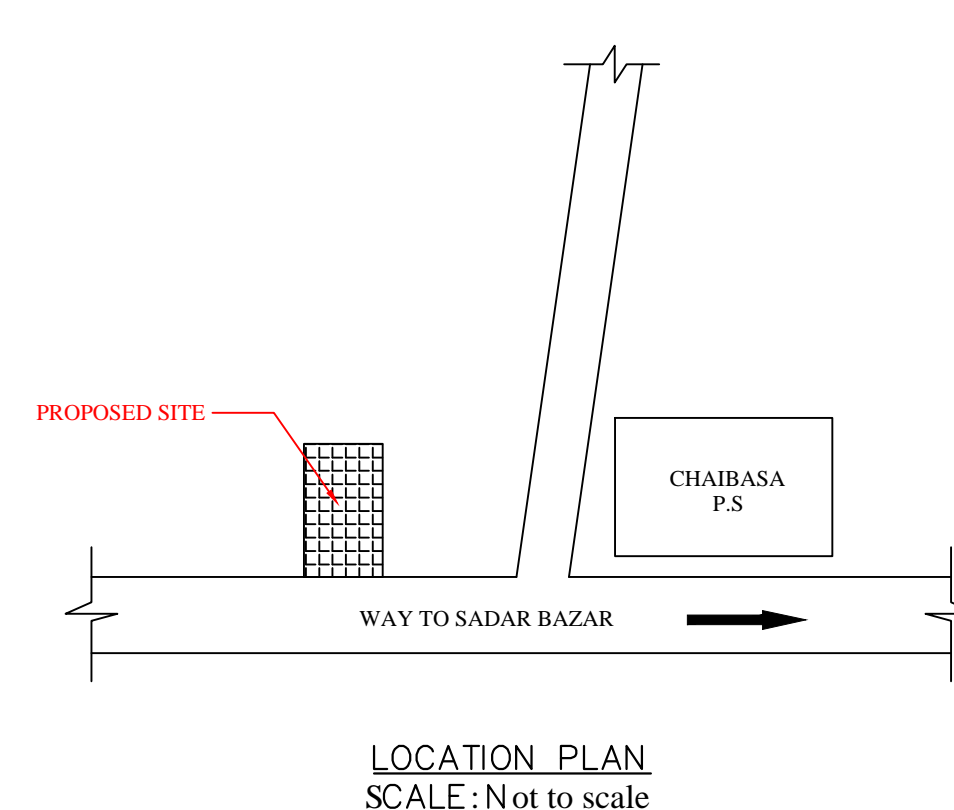 PROPOSED SITE
CHAIBASA
P.S
WAY TO SADAR BAZAR
LOCATION PLAN
SCALE: Not to scale